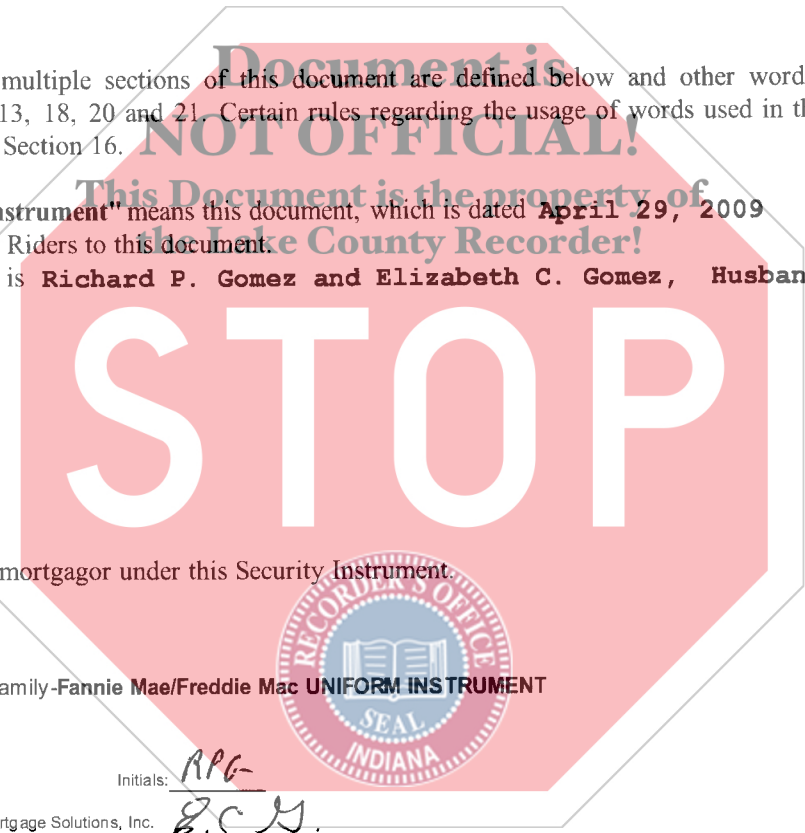 Document is
multiple sections of this document are defined below and other word
13, 18, 20 and 21. Certain rules regarding the usage of words used in th
NOT OFFICIAL!
Section 16.
This Document is the property of
nstrument" means this document, which is dated April 29, 2009
the Lake County Recorder!
Riders to this document.
is Richard P. Gomez and Elizabeth C. Gomez, Husban
STOP
mortgagor under this Security Instrument.
RECORDER'S OFFICE
SEAL
INDIANA
amily-Fannie Mae/Freddie Mac UNIFORM INSTRUMENT
Initials: RPG
rtgage Solutions, Inc. E.C G.